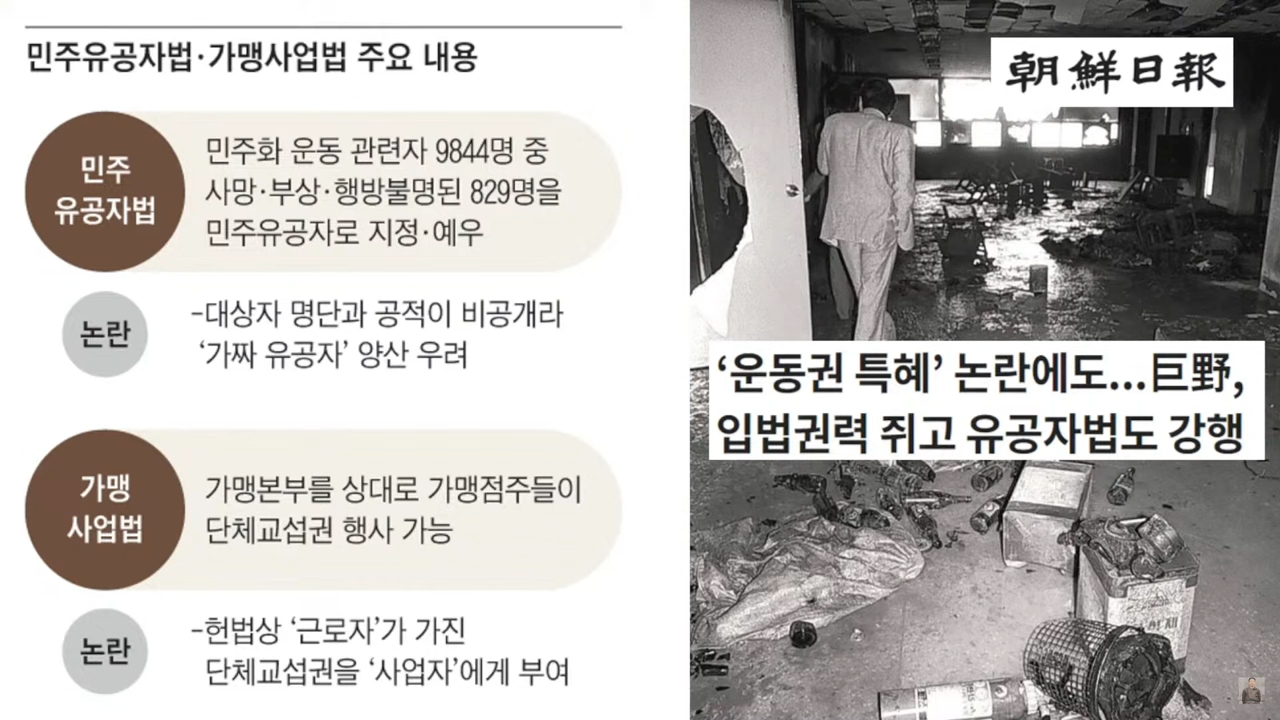 민주유공자법·가맹사업법 주요 내용
민주
유공자법
민주화 운동 관련자 9844명 중
사망·부상·행방불명된 829명을
민주유공자로 지정·예우
논란
-대상자 명단과 공적이 비공개라
‘가짜 유공자’ 양산 우려
가맹
사업법
가맹본부를 상대로 가맹점주들이
단체교섭권 행사 가능
논란
-헌법상 ‘근로자’가 가진
단체교섭권을 ‘사업자’에게 부여
朝鮮日報
‘운동권 특혜’ 논란에도...巨野,
입법권력 쥐고 유공자법도 강행